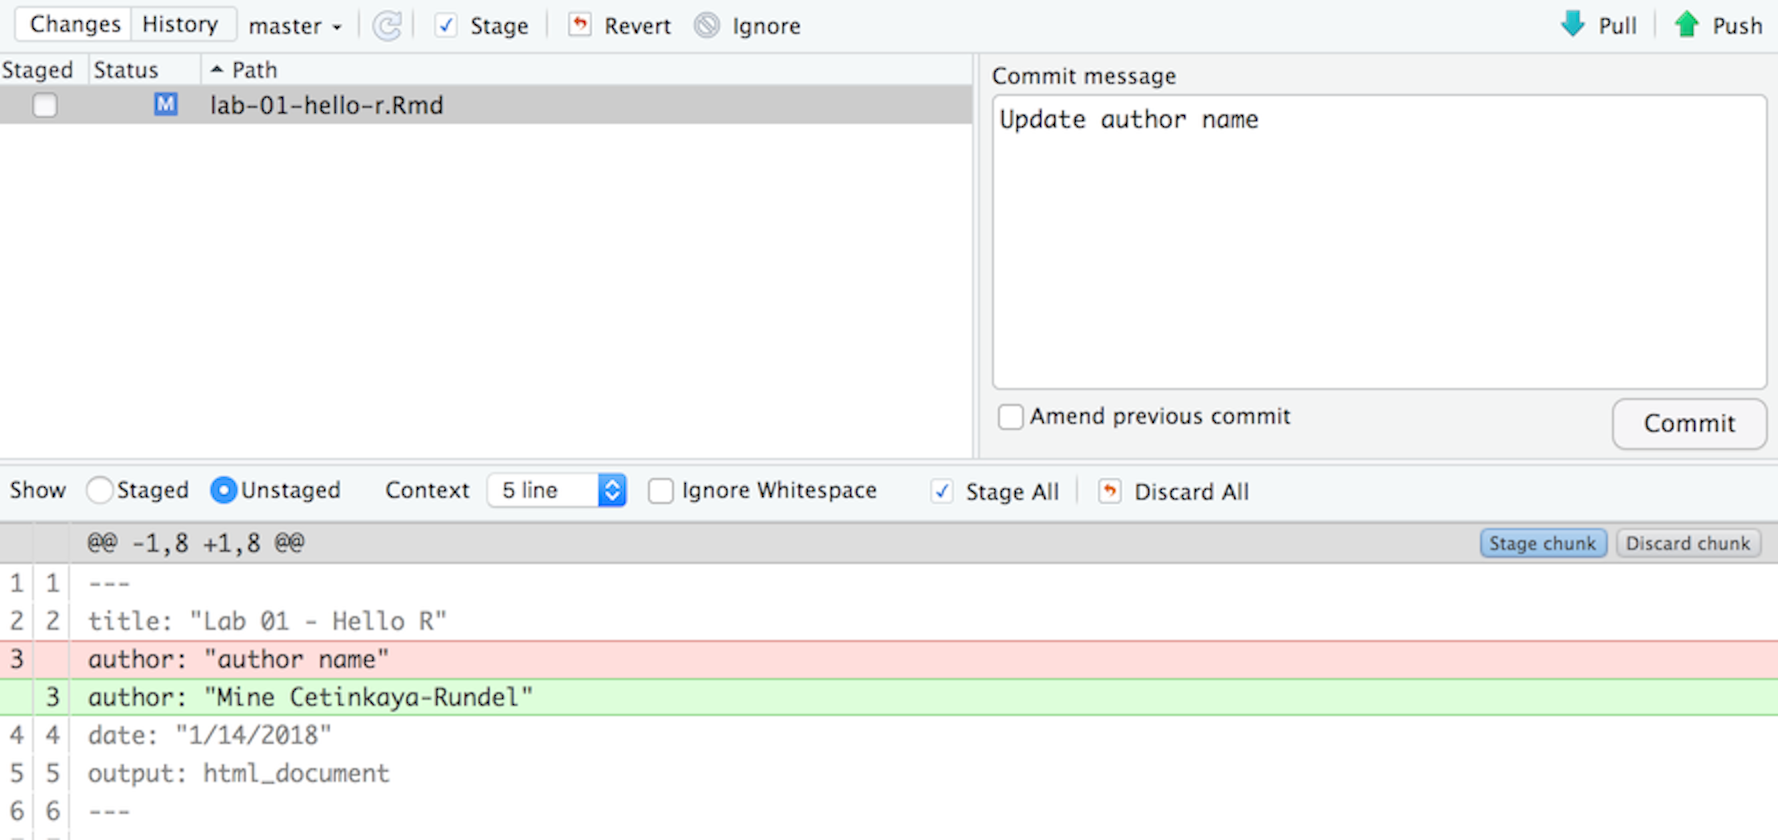 Changes History master Stage Revert Ignore Pull Push
Staged Status Path
M lab-01-hello-r.Rmd
Commit message
Update author name
Amend previous commit Commit
Show Staged Unstaged Context 5 line Ignore Whitespace Stage All Discard All
@@ -1,8 +1,8 @@ Stage chunk Discard chunk
1 1 ---
2 2 title: "Lab 01 - Hello R"
3 author: "author name"
3 author: "Mine Cetinkaya-Rundel"
4 4 date: "1/14/2018"
5 5 output: html_document
6 6 ---